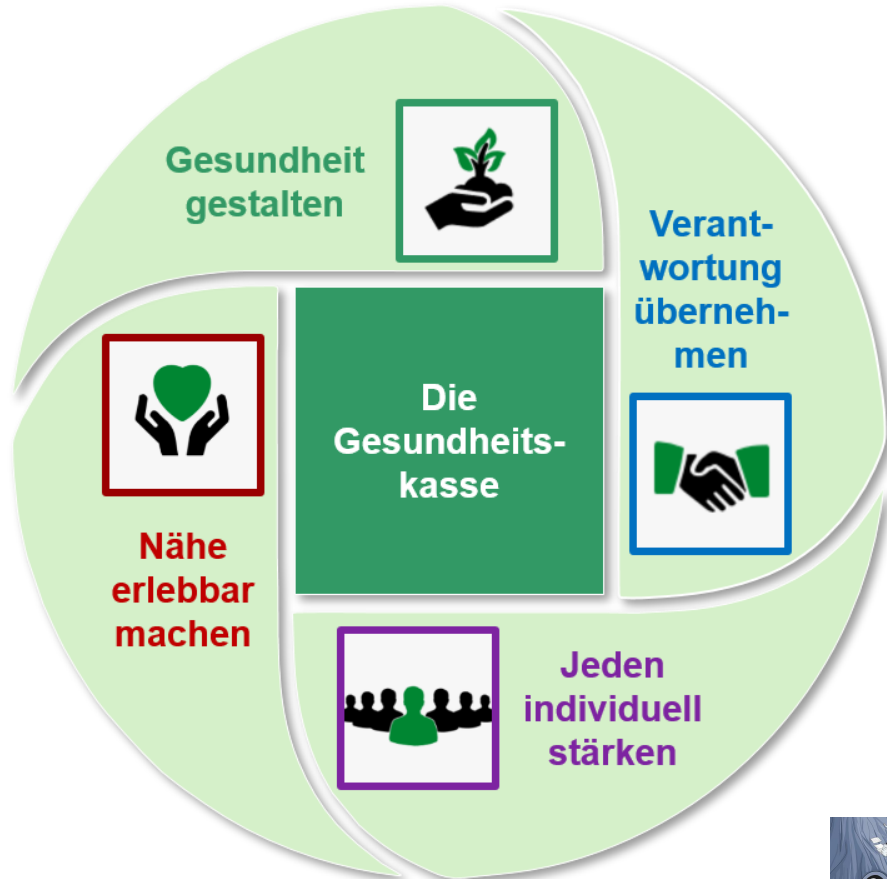 Gesundheit
gestalten
Verant-
wortung
überneh-
men
Die
Gesundheits-
kasse
Nähe
erlebbar
machen
Jeden
individuell
stärken